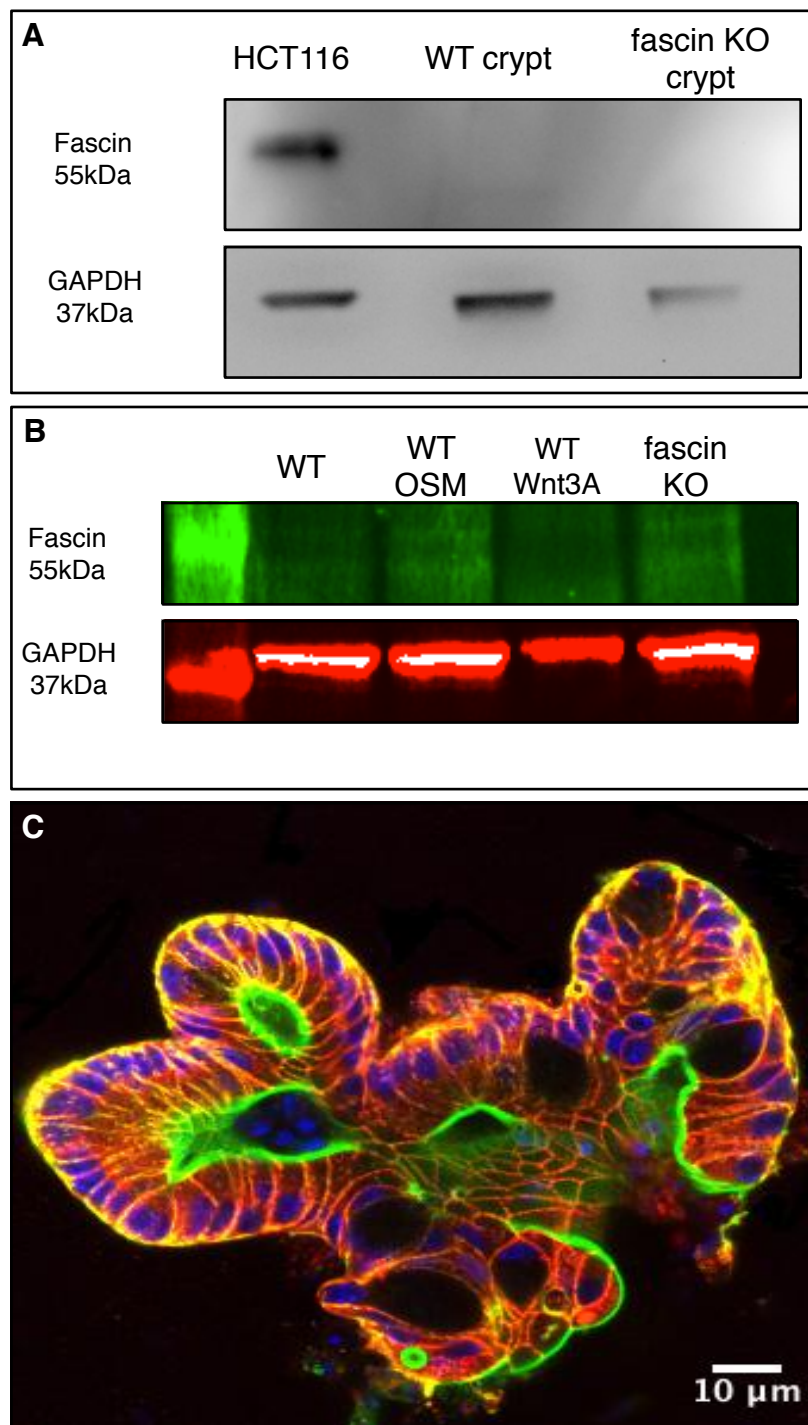 A
HCT116
WT crypt
fascin KO
crypt
Fascin
55kDa
GAPDH
37kDa
B
WT
WT
OSM
WT
Wnt3A
fascin
KO
Fascin
55kDa
GAPDH
37kDa
C
10 µm